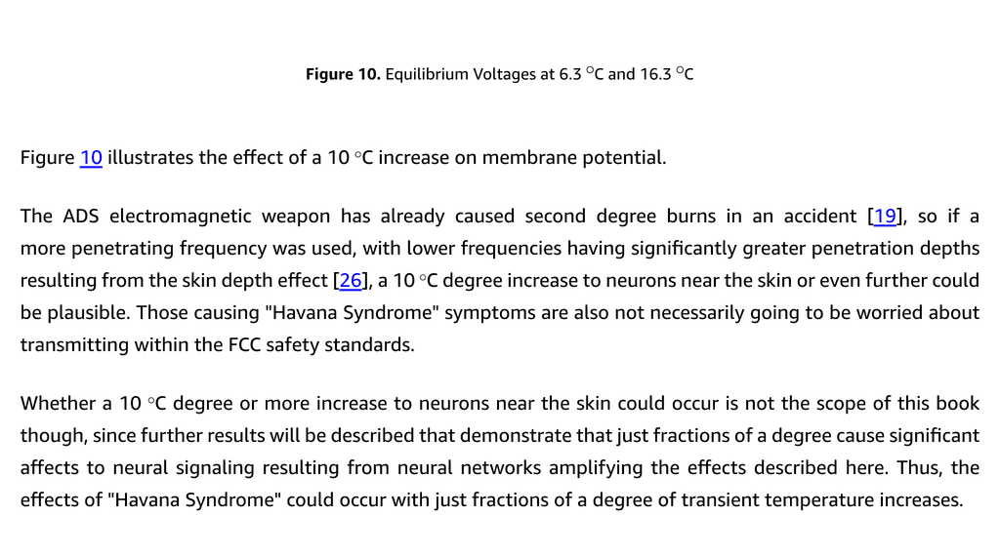 Figure 10. Equilibrium Voltages at 6.3 °C and 16.3 °C
Figure 10 illustrates the effect of a 10 °C increase on membrane potential.
The ADS electromagnetic weapon has already caused second degree burns in an accident [19], so if a
more penetrating frequency was used, with lower frequencies having significantly greater penetration depths
resulting from the skin depth effect [26], a 10 °C degree increase to neurons near the skin or even further could
be plausible. Those causing "Havana Syndrome" symptoms are also not necessarily going to be worried about
transmitting within the FCC safety standards.
Whether a 10 °C degree or more increase to neurons near the skin could occur is not the scope of this book
though, since further results will be described that demonstrate that just fractions of a degree cause significant
affects to neural signaling resulting from neural networks amplifying the effects described here. Thus, the
effects of "Havana Syndrome" could occur with just fractions of a degree of transient temperature increases.